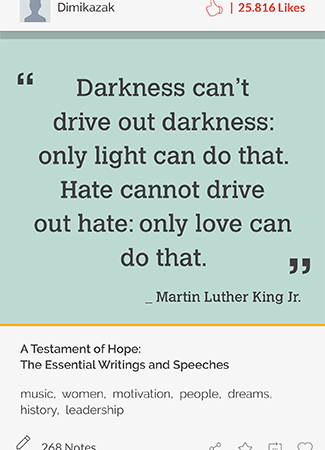 Dimikazak | 25.816 Likes
“ Darkness can’t
drive out darkness:
only light can do that.
Hate cannot drive
out hate: only love can
do that. ”
_ Martin Luther King Jr.
A Testament of Hope:
The Essential Writings and Speeches
music, women, motivation, people, dreams,
history, leadership
268 Notes